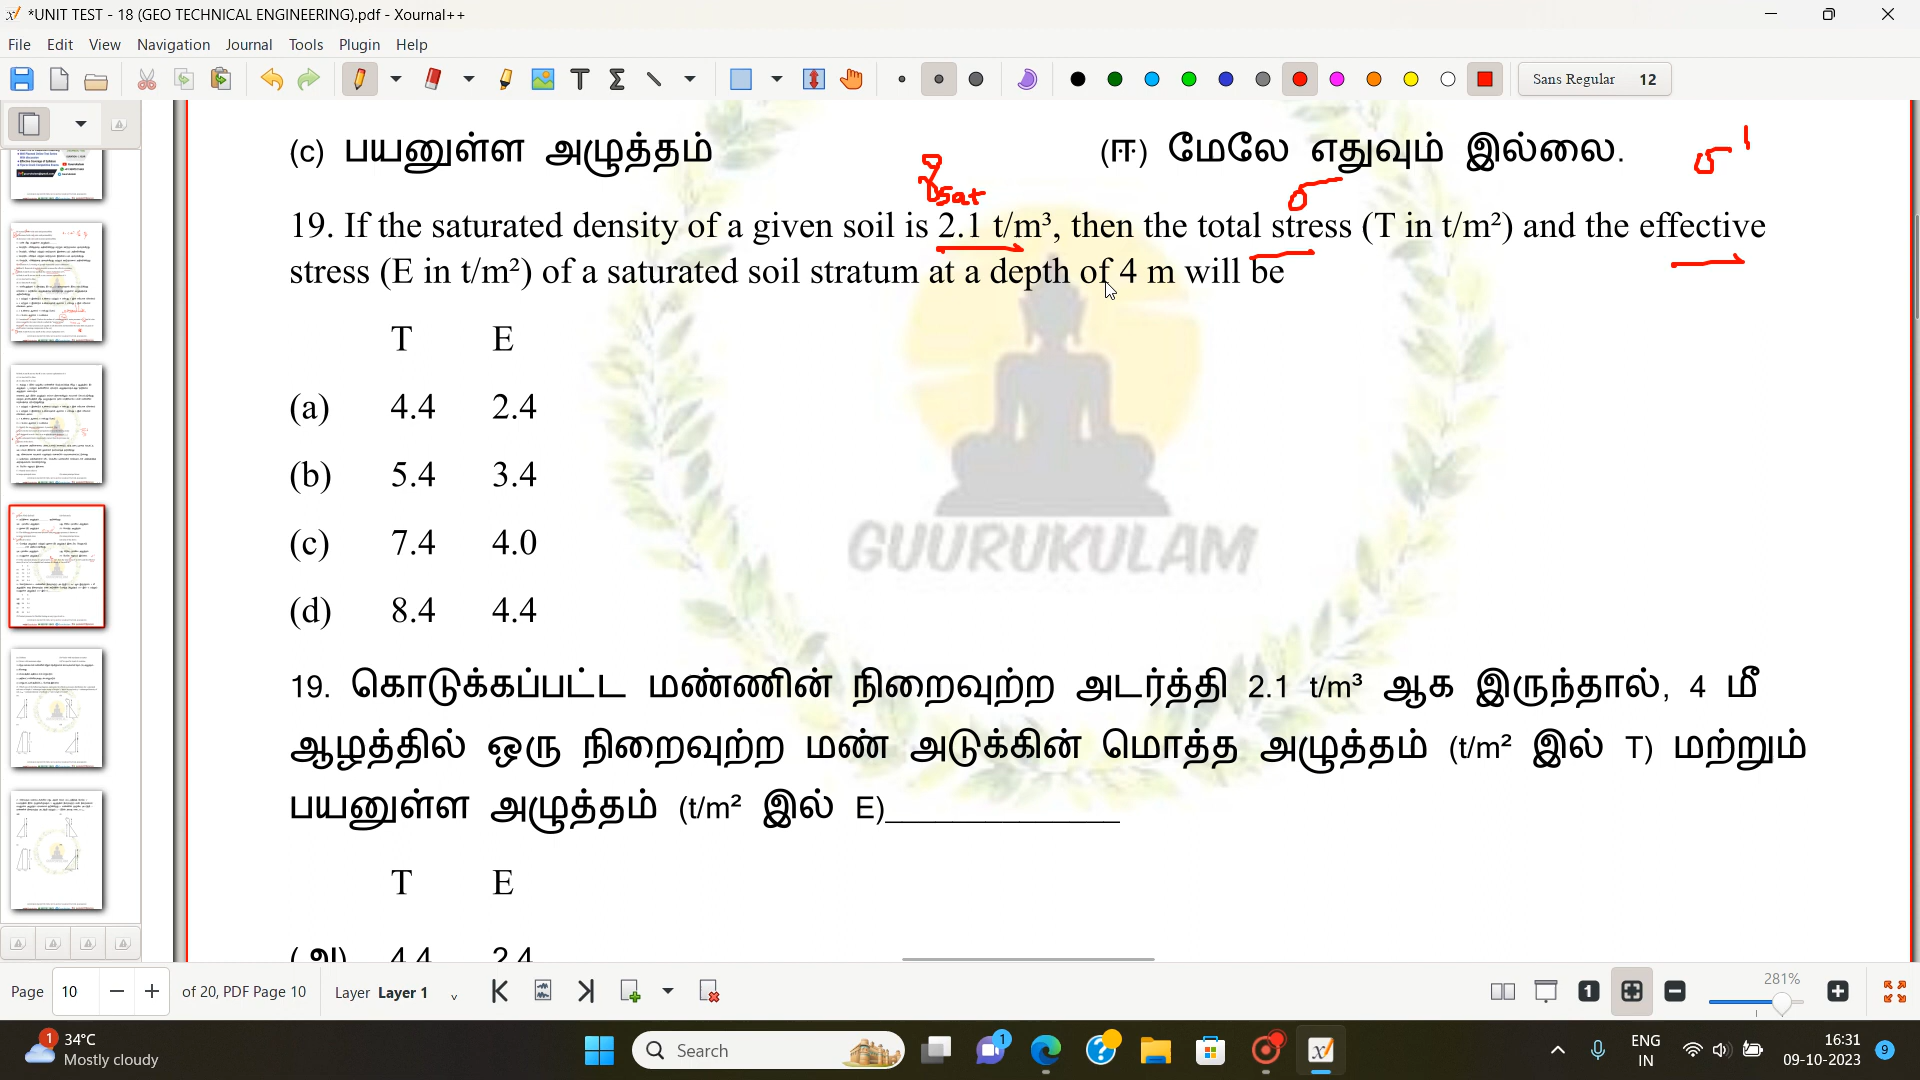 *UNIT TEST - 18 (GEO TECHNICAL ENGINEERING).pdf - Xournal++
File Edit View Navigation Journal Tools Plugin Help
Sans Regular 12
(c) பயனுள்ள அழுத்தம் (ஈ) மேலே எதுவும் இல்லை. σ'
γsat σ
19. If the saturated density of a given soil is 2.1 t/m³, then the total stress (T in t/m²) and the effective
stress (E in t/m²) of a saturated soil stratum at a depth of 4 m will be
T E
(a) 4.4 2.4
(b) 5.4 3.4
(c) 7.4 4.0
(d) 8.4 4.4
GUURUKULAM
19. கொடுக்கப்பட்ட மண்ணின் நிறைவுற்ற அடர்த்தி 2.1 t/m³ ஆக இருந்தால், 4 மீ
ஆழத்தில் ஒரு நிறைவுற்ற மண் அடுக்கின் மொத்த அழுத்தம் (t/m² இல் T) மற்றும்
பயனுள்ள அழுத்தம் (t/m² இல் E)______________
T E
(அ) 4.4 2.4
Page 10 of 20, PDF Page 10 Layer Layer 1 281%
34°C
Mostly cloudy
Search
ENG
IN
16:31
09-10-2023